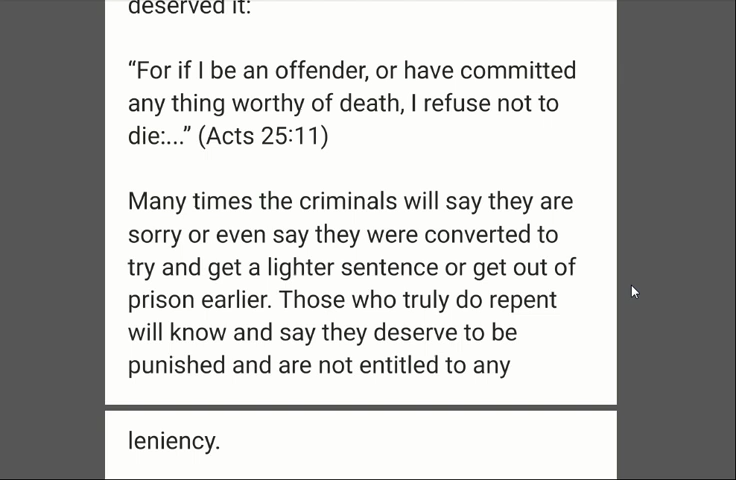 deserved it:
“For if I be an offender, or have committed
any thing worthy of death, I refuse not to
die:...” (Acts 25:11)
Many times the criminals will say they are
sorry or even say they were converted to
try and get a lighter sentence or get out of
prison earlier. Those who truly do repent
will know and say they deserve to be
punished and are not entitled to any
leniency.